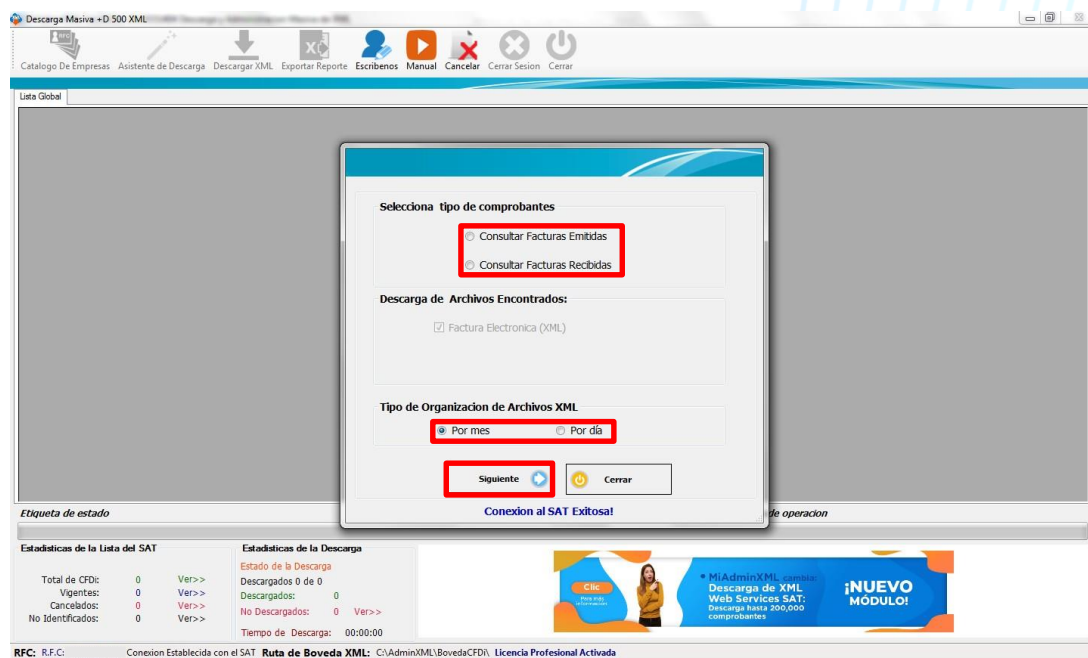 Descarga Masiva +D 500 XML
RFC
Catalogo De Empresas Asistente de Descarga Descargar XML Exportar Reporte Escribenos Manual Cancelar Cerrar Sesion Cerrar
Lista Global
Selecciona tipo de comprobantes
Consultar Facturas Emitidas
Consultar Facturas Recibidas
Descarga de Archivos Encontrados:
Factura Electronica (XML)
Tipo de Organizacion de Archivos XML
Por mes Por día
Siguiente Cerrar
Conexion al SAT Exitosa!
Etiqueta de estado de operacion
Estadisticas de la Lista del SAT Estadisticas de la Descarga
Estado de la Descarga
Total de CFDi: 0 Ver>> Descargados 0 de 0
Vigentes: 0 Ver>> Descargados: 0
Cancelados: 0 Ver>> No Descargados: 0 Ver>>
No Identificados: 0 Ver>>
Tiempo de Descarga: 00:00:00
Clic
Para más
información
• MiAdminXML cambia:
Descarga de XML
Web Services SAT:
Descarga hasta 200,000
comprobantes
¡NUEVO
MÓDULO!
RFC: R.F.C: Conexion Establecida con el SAT Ruta de Boveda XML: C:\AdminXML\BovedaCFDi\ Licencia Profesional Activada